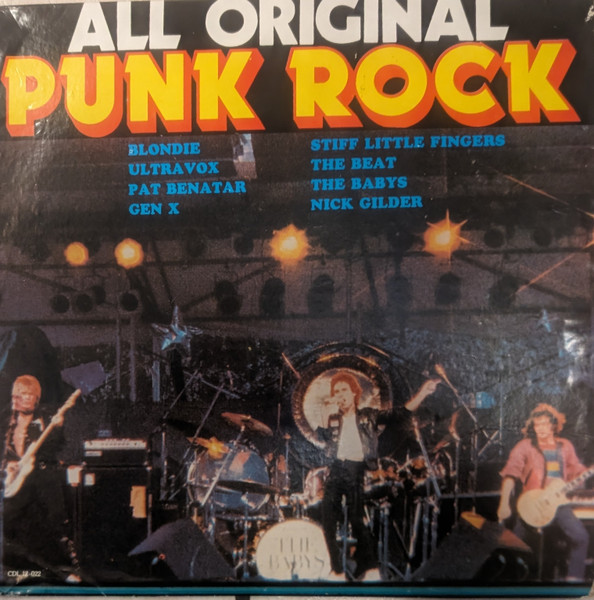 ALL ORIGINAL
PUNK ROCK
BLONDIE
ULTRAVOX
PAT BENATAR
GEN X
STIFF LITTLE FINGERS
THE BEAT
THE BABYS
NICK GILDER
THE
BABYS